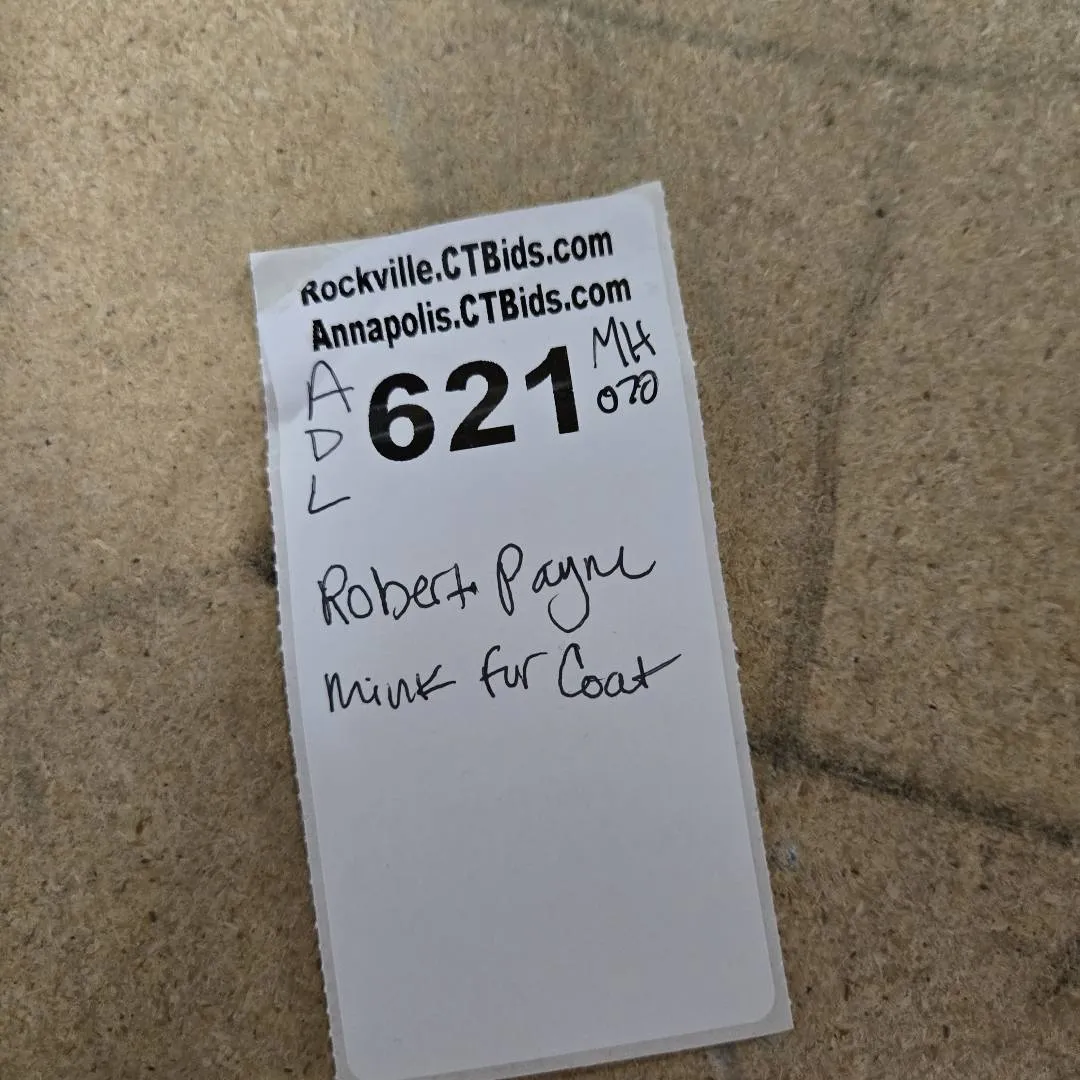 Rockville.CTBids.com
Annapolis.CTBids.com
A
D
L
621
MH
070
Robert Payne
Mink fur Coat